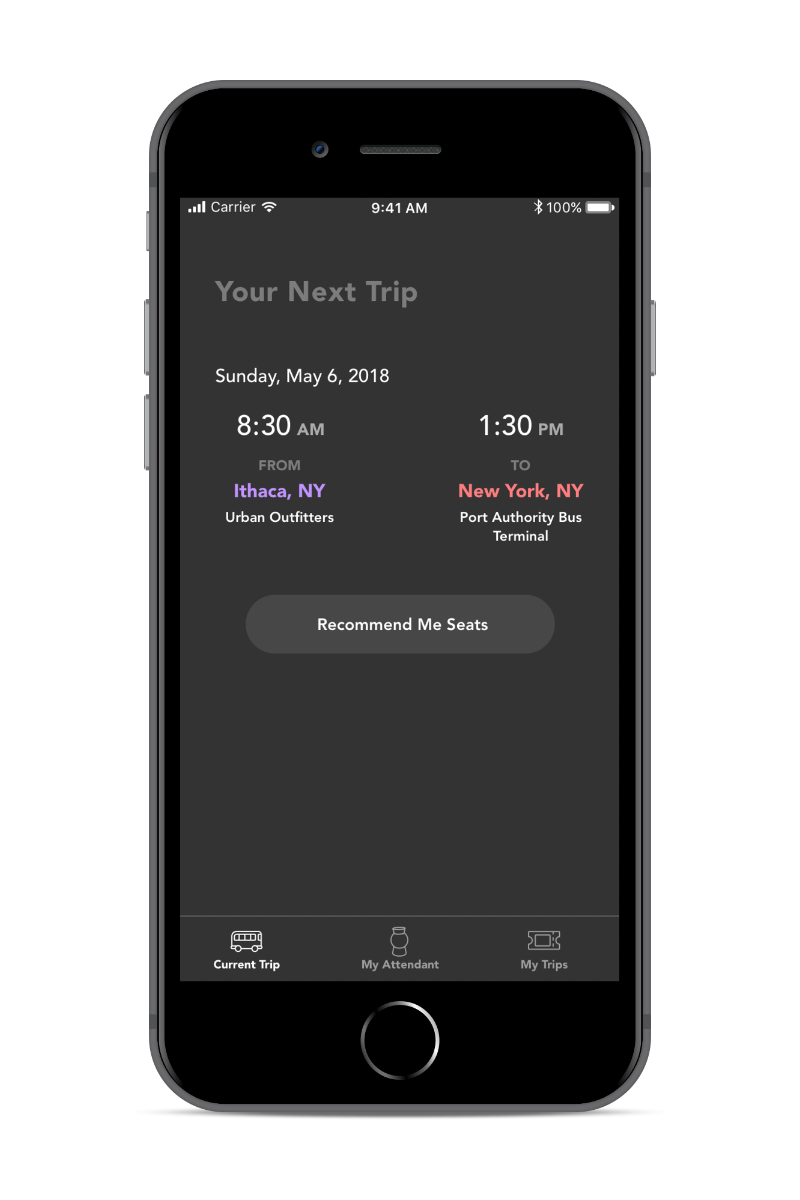 Carrier 9:41 AM 100%
Your Next Trip
Sunday, May 6, 2018
8:30 AM 1:30 PM
FROM TO
Ithaca, NY New York, NY
Urban Outfitters Port Authority Bus
Terminal
Recommend Me Seats
Current Trip My Attendant My Trips